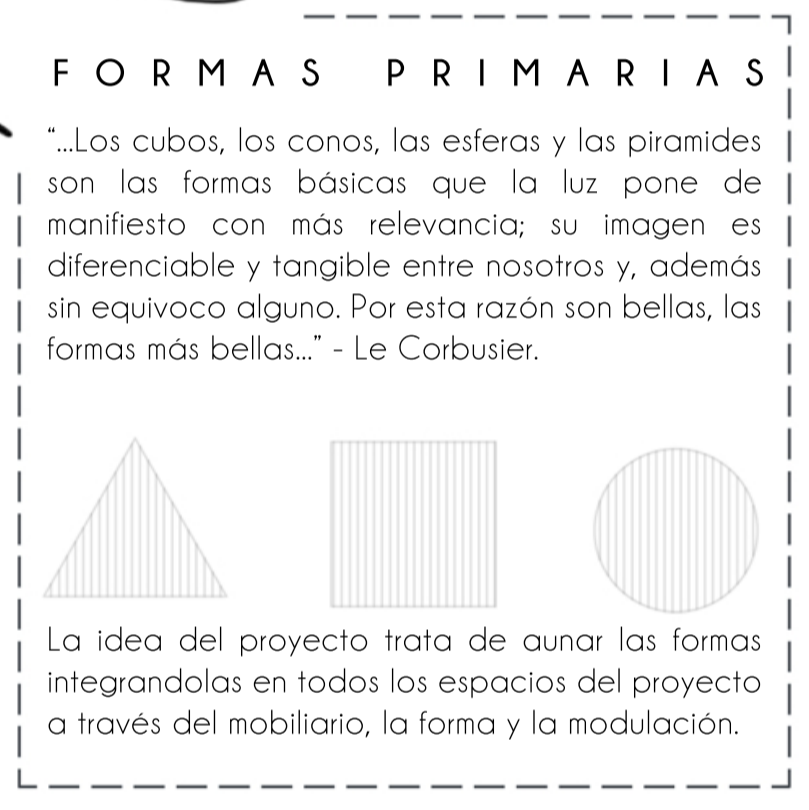 FORMAS PRIMARIAS
“...Los cubos, los conos, las esferas y las piramides
son las formas básicas que la luz pone de
manifiesto con más relevancia; su imagen es
diferenciable y tangible entre nosotros y, además
sin equivoco alguno. Por esta razón son bellas, las
formas más bellas...” - Le Corbusier.
La idea del proyecto trata de aunar las formas
integrandolas en todos los espacios del proyecto
a través del mobiliario, la forma y la modulación.